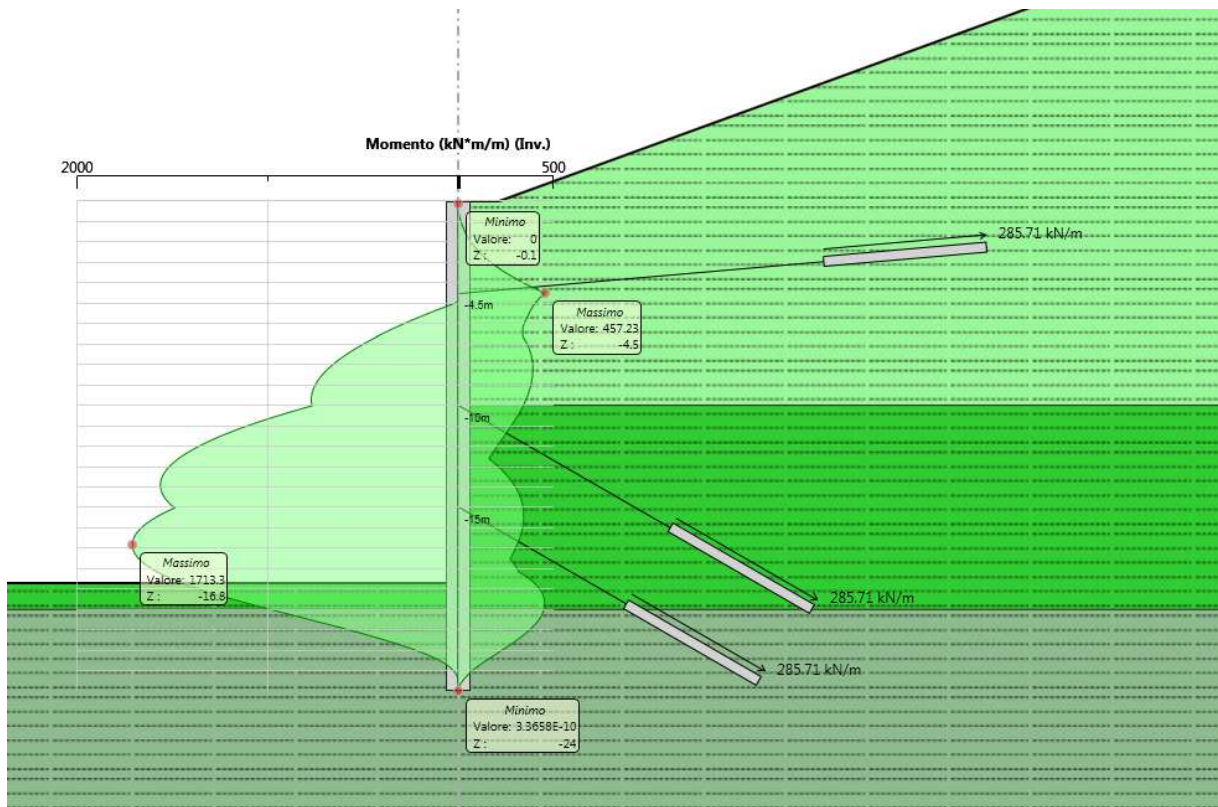 Momento (kN*m/m) (Inv.)
2000
500
Minimo
Valore: 0
Z : -0.1
285.71 kN/m
-4.5m
Massimo
Valore: 457.23
Z : -4.5
-10m
-15m
Massimo
Valore: 1713.3
Z : -16.8
285.71 kN/m
285.71 kN/m
Minimo
Valore: 3.3658E-10
Z : -24